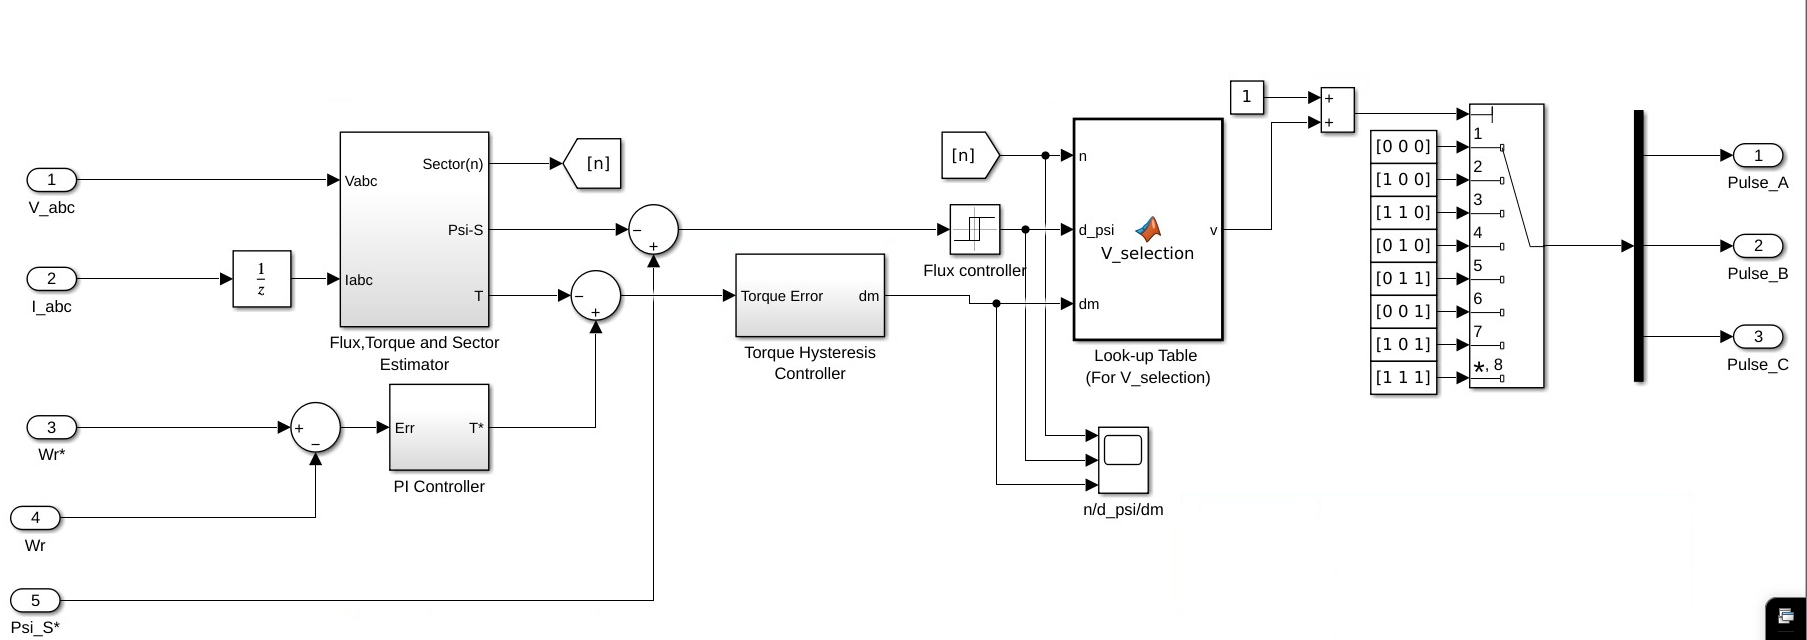 1
V_abc
2
I_abc
1
z
Vabc
Iabc
Sector(n)
Psi-S
T
Flux,Torque and Sector
Estimator
[n]
−
+
−
+
3
Wr*
+
−
Err
T*
PI Controller
4
Wr
5
Psi_S*
Torque Error
dm
Torque Hysteresis
Controller
[n]
Flux controller
n
d_psi
dm
v
V_selection
Look-up Table
(For V_selection)
n/d_psi/dm
1
+
+
[0 0 0]
[1 0 0]
[1 1 0]
[0 1 0]
[0 1 1]
[0 0 1]
[1 0 1]
[1 1 1]
1
2
3
4
5
6
7
*, 8
1
Pulse_A
2
Pulse_B
3
Pulse_C